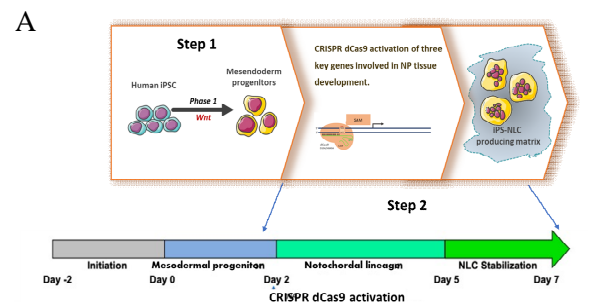 A
Step 1
Human iPSC
Phase 1
Wnt
Mesendoderm
progenitors
CRISPR dCas9 activation of three
key genes involved in NP tissue
development.
SAM
iPS-NLC
producing matrix
Step 2
Initiation
Mesodermal progeniton
Notochordal lineagm
NLC Stabilization
Day -2
Day 0
Day 2
Day 5
Day 7
CRISPR dCas9 activation